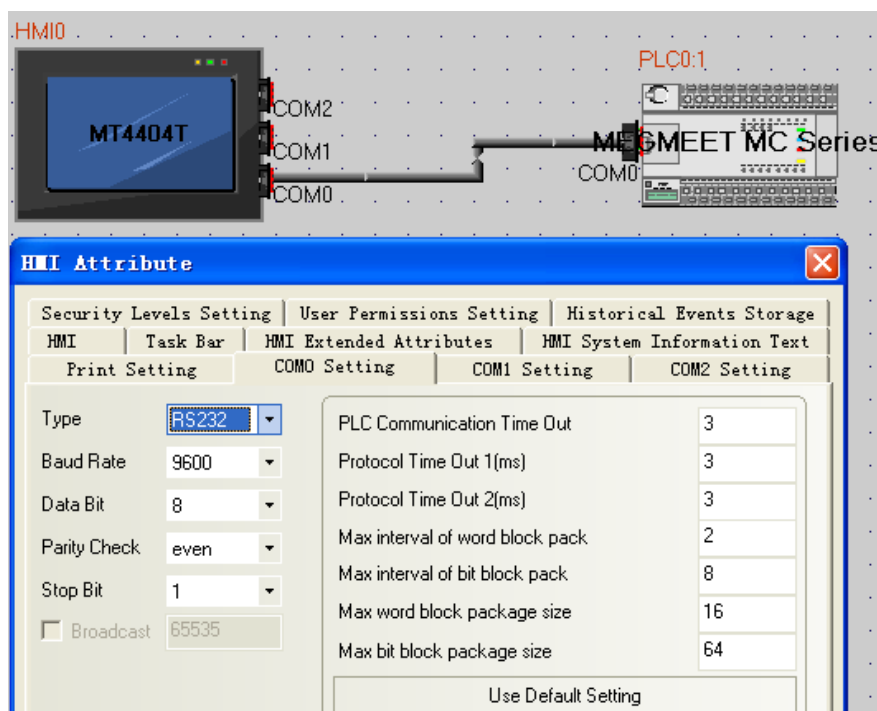 HMI0
PLC0:1
COM2
MT4404T
COM1
MEGMEET MC Series
COM0
COM0
HMI Attribute
Security Levels Setting
User Permissions Setting
Historical Events Storage
HMI
Task Bar
HMI Extended Attributes
HMI System Information Text
Print Setting
COM0 Setting
COM1 Setting
COM2 Setting
Type RS232
Baud Rate 9600
Data Bit 8
Parity Check even
Stop Bit 1
Broadcast 65535
PLC Communication Time Out 3
Protocol Time Out 1(ms) 3
Protocol Time Out 2(ms) 3
Max interval of word block pack 2
Max interval of bit block pack 8
Max word block package size 16
Max bit block package size 64
Use Default Setting